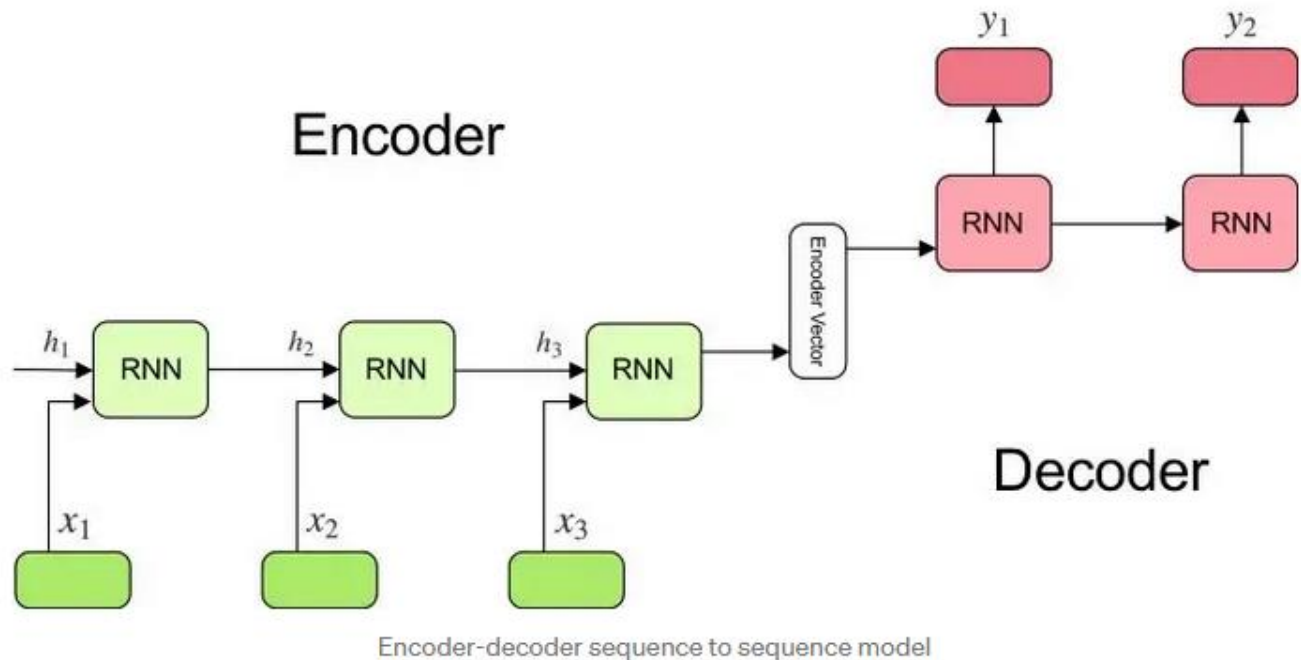 y₁ y₂
Encoder
RNN RNN
Encoder Vector
h₁ RNN h₂ RNN h₃ RNN
Decoder
x₁ x₂ x₃
Encoder-decoder sequence to sequence model